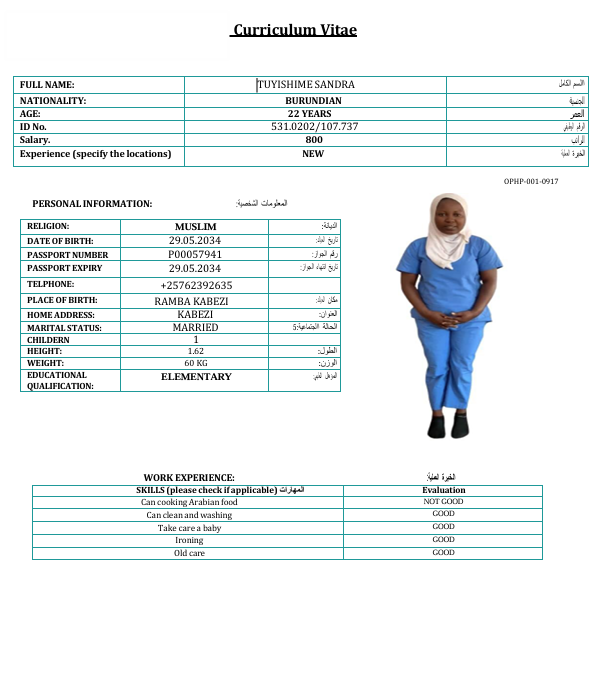 Curriculum Vitae
FULL NAME: TUYISHIME SANDRA الاسم الكامل
NATIONALITY: BURUNDIAN الجنسية
AGE: 22 YEARS العمر
ID No. 531.0202/107.737 الرقم الوطني
Salary. 800 الراتب
Experience (specify the locations) NEW الخبرة العملية
OPHP-001-0917
PERSONAL INFORMATION: المعلومات الشخصية:
RELIGION: MUSLIM الديانة:
DATE OF BIRTH: 29.05.2034 تاريخ الميلاد:
PASSPORT NUMBER P00057941 رقم الجواز:
PASSPORT EXPIRY 29.05.2034 تاريخ انتهاء الجواز:
TELPHONE: +25762392635
PLACE OF BIRTH: RAMBA KABEZI مكان الميلاد:
HOME ADDRESS: KABEZI العنوان:
MARITAL STATUS: MARRIED الحالة الاجتماعية:5
CHILDERN 1
HEIGHT: 1.62 الطول:
WEIGHT: 60 KG الوزن:
EDUCATIONAL QUALIFICATION: ELEMENTARY المؤهل العلمي:
WORK EXPERIENCE: الخبرة العملية:
SKILLS (please check if applicable) المهارات Evaluation
Can cooking Arabian food NOT GOOD
Can clean and washing GOOD
Take care a baby GOOD
Ironing GOOD
Old care GOOD